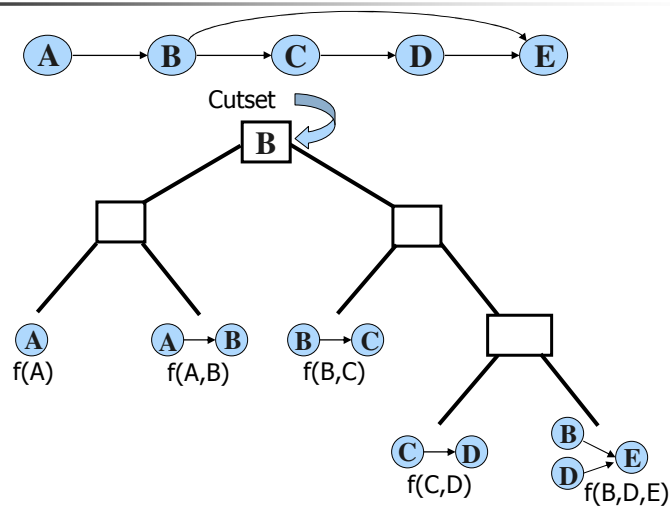 A B C D E
Cutset
B
A A B B C
f(A) f(A,B) f(B,C)
C D B D E
f(C,D) f(B,D,E)